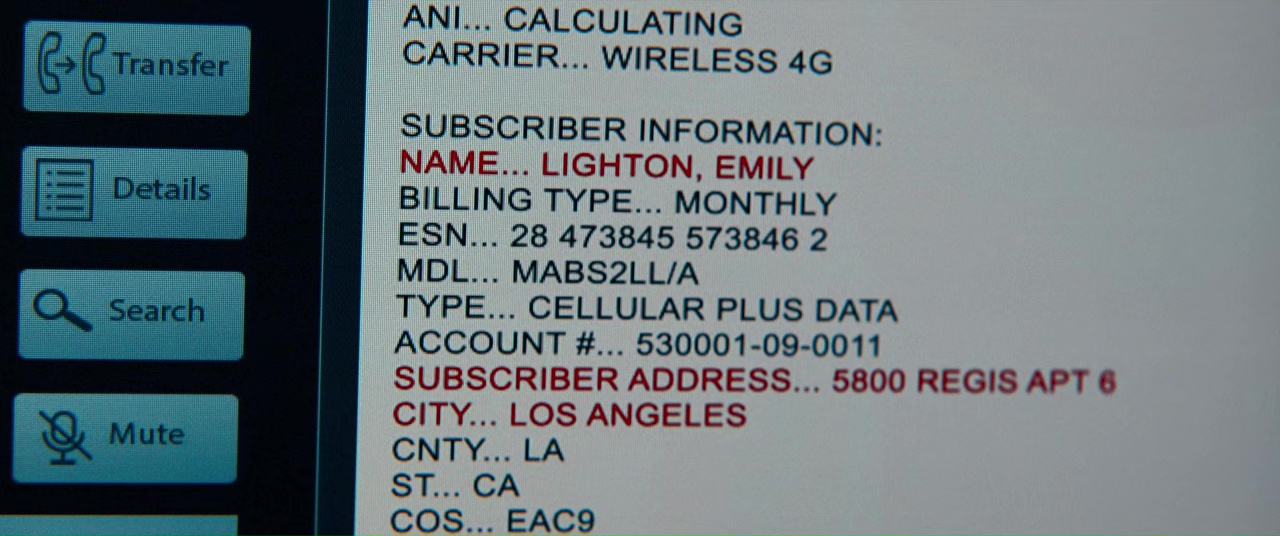 Transfer
Details
Search
Mute
ANI... CALCULATING
CARRIER... WIRELESS 4G
SUBSCRIBER INFORMATION:
NAME... LIGHTON, EMILY
BILLING TYPE... MONTHLY
ESN... 28 473845 573846 2
MDL... MABS2LL/A
TYPE... CELLULAR PLUS DATA
ACCOUNT #... 530001-09-0011
SUBSCRIBER ADDRESS... 5800 REGIS APT 6
CITY... LOS ANGELES
CNTY... LA
ST... CA
COS... EAC9